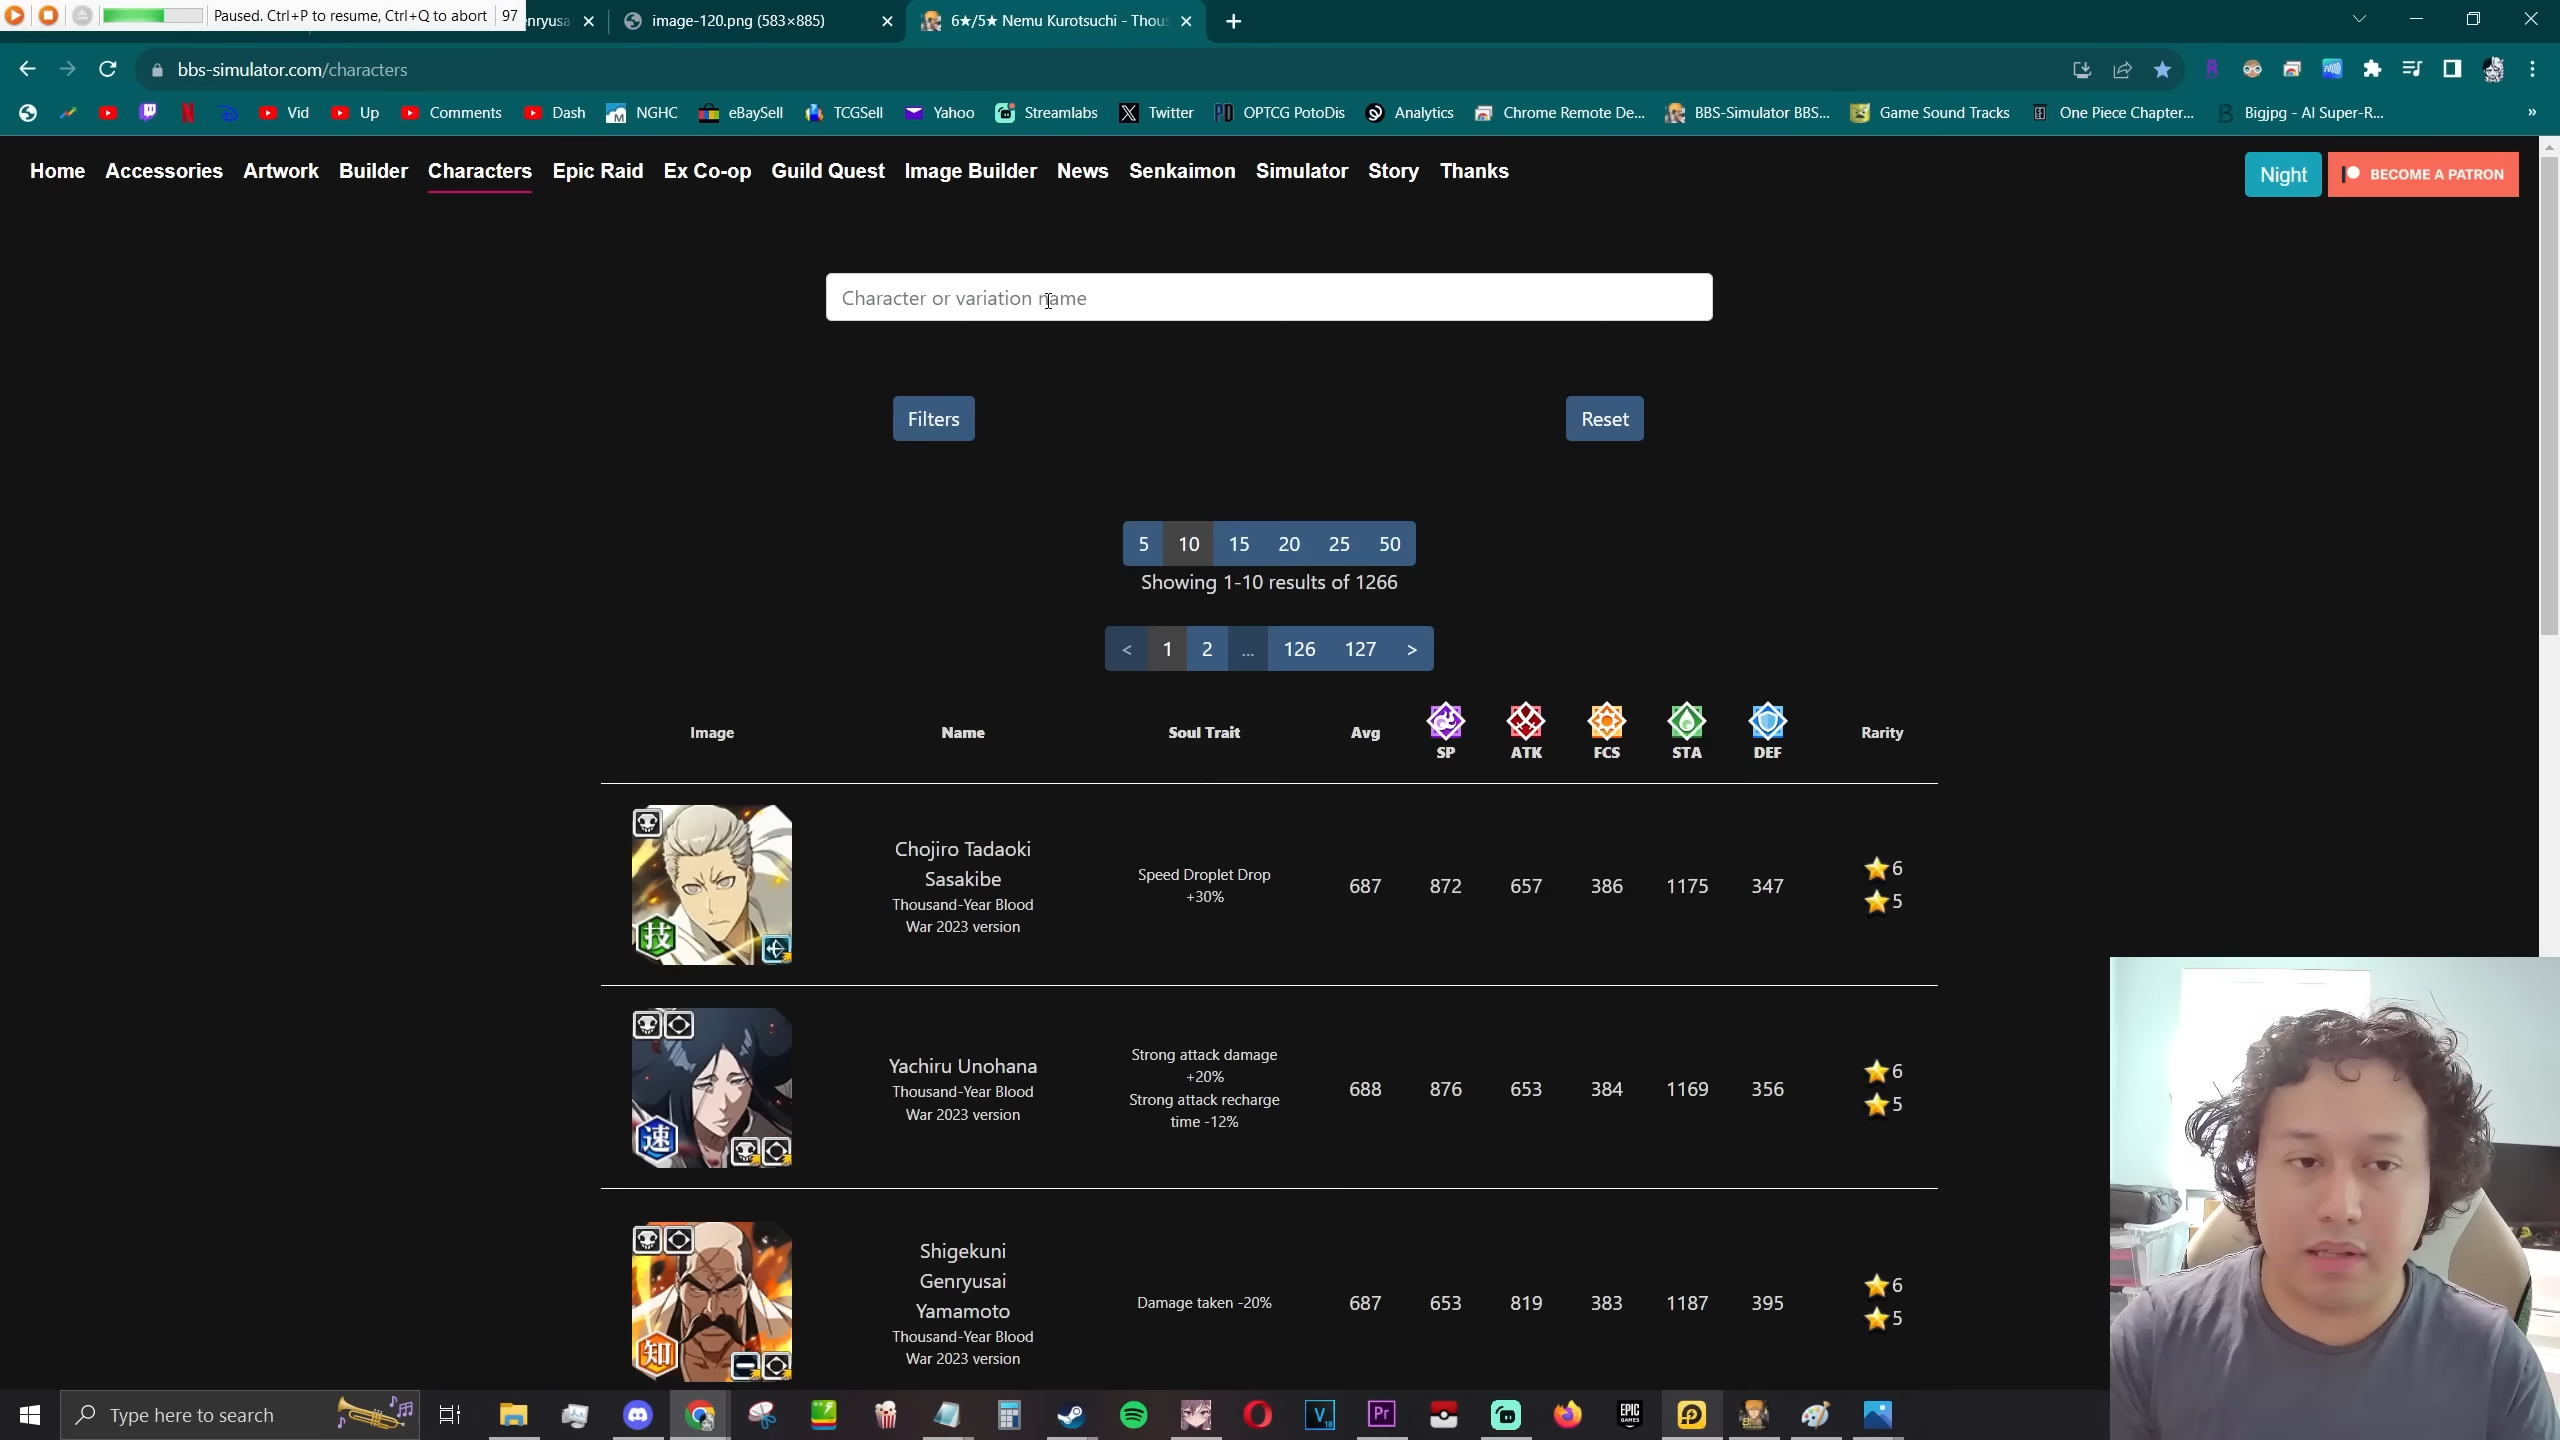 Paused. Ctrl+P to resume, Ctrl+Q to abort 97
enryusa
image-120.png (583×885)
6★/5★ Nemu Kurotsuchi - Thous
bbs-simulator.com/characters
Vid Up Comments Dash NGHC eBaySell TCGSell Yahoo Streamlabs Twitter OPTCG PotoDis Analytics Chrome Remote De... BBS-Simulator BBS... Game Sound Tracks One Piece Chapter... Bigjpg - AI Super-R... »
Home Accessories Artwork Builder Characters Epic Raid Ex Co-op Guild Quest Image Builder News Senkaimon Simulator Story Thanks
Night BECOME A PATRON
Character or variation name
Filters Reset
5 10 15 20 25 50
Showing 1-10 results of 1266
< 1 2 ... 126 127 >
Image Name Soul Trait Avg SP ATK FCS STA DEF Rarity
技
Chojiro Tadaoki
Sasakibe
Thousand-Year Blood
War 2023 version
Speed Droplet Drop
+30%
687 872 657 386 1175 347
6
5
速
Yachiru Unohana
Thousand-Year Blood
War 2023 version
Strong attack damage
+20%
Strong attack recharge
time -12%
688 876 653 384 1169 356
6
5
知
Shigekuni
Genryusai
Yamamoto
Thousand-Year Blood
War 2023 version
Damage taken -20%
687 653 819 383 1187 395
6
5
Type here to search
Pr
EPIC
GAMES